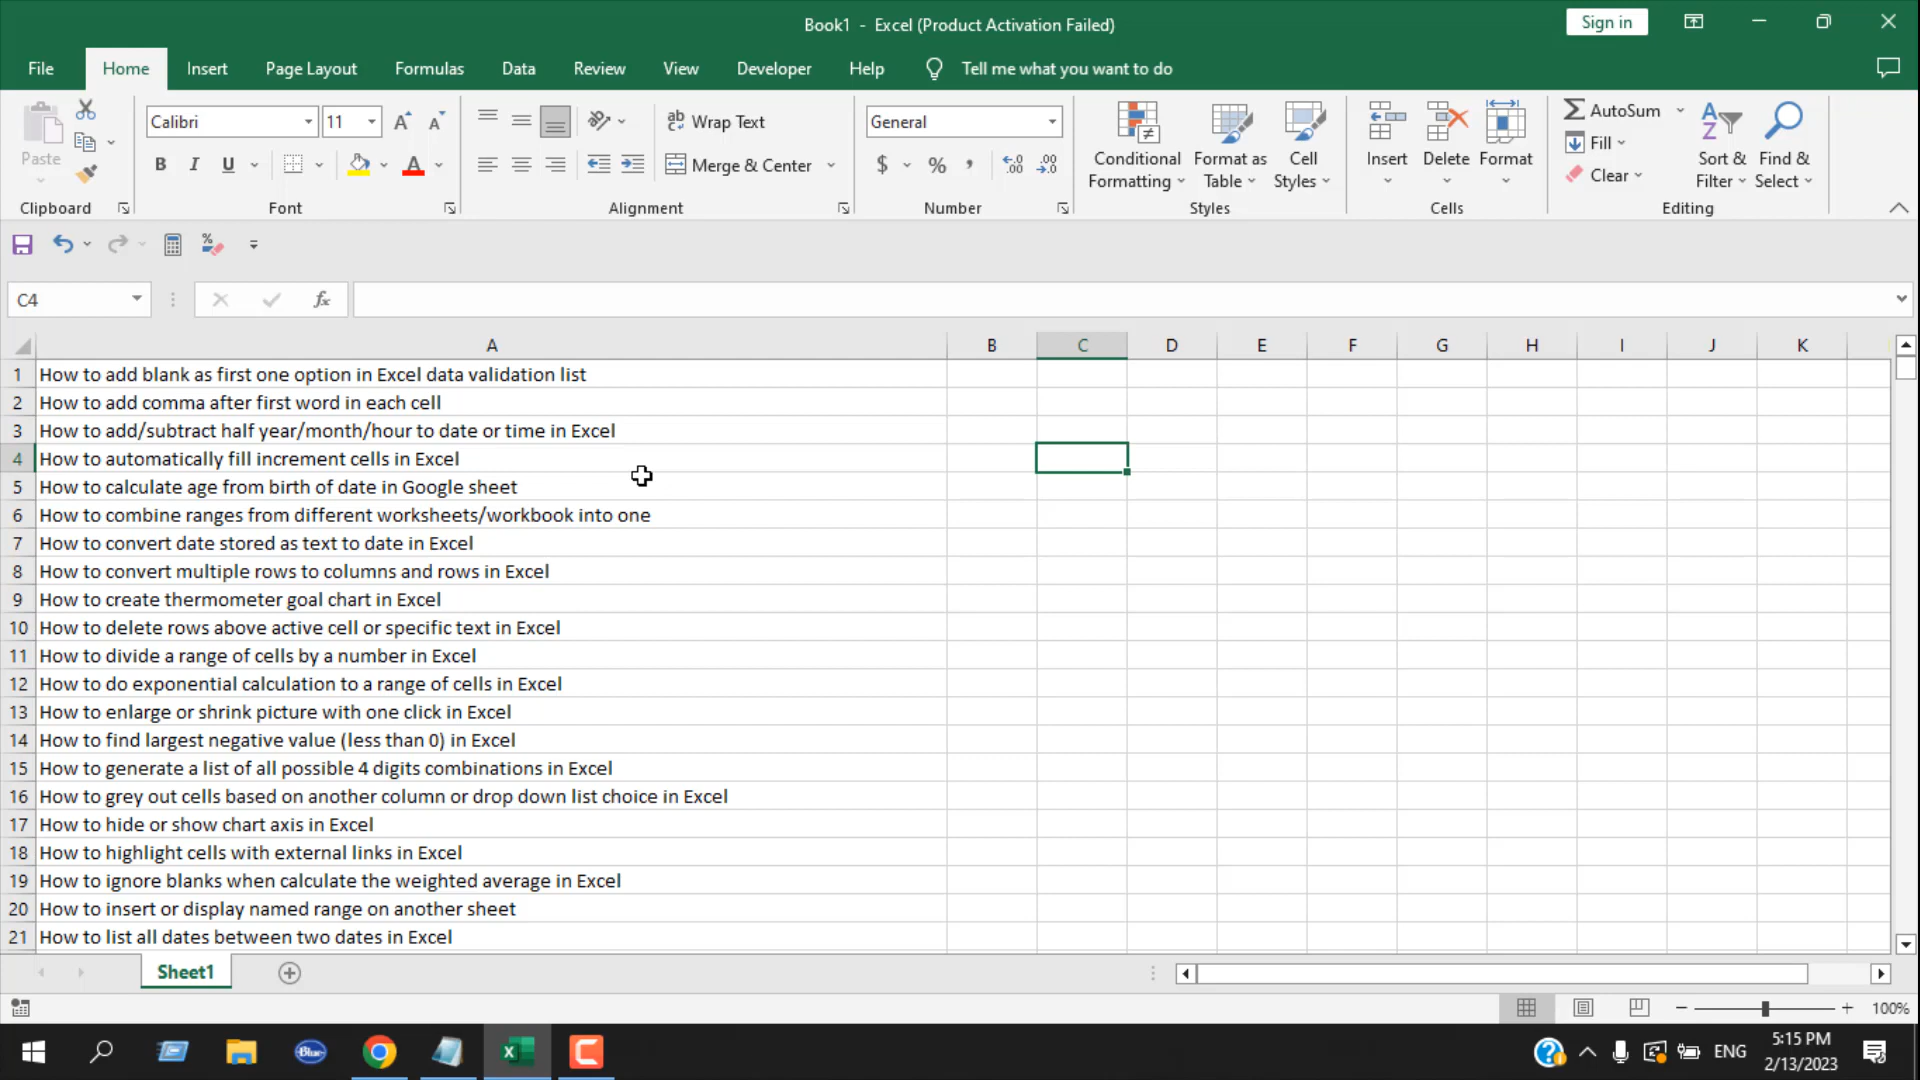 Book1 - Excel (Product Activation Failed)
Sign in
File Home Insert Page Layout Formulas Data Review View Developer Help Tell me what you want to do
Paste
Clipboard
Calibri 11
B I U A
Font
ab Wrap Text
Merge & Center
Alignment
General
$ % , .00 .00
Number
Conditional Formatting
Format as Table
Cell Styles
Styles
Insert Delete Format
Cells
AutoSum
Fill
Clear
Sort & Filter
Find & Select
Editing
C4 fx
A B C D E F G H I J K
1 How to add blank as first one option in Excel data validation list
2 How to add comma after first word in each cell
3 How to add/subtract half year/month/hour to date or time in Excel
4 How to automatically fill increment cells in Excel
5 How to calculate age from birth of date in Google sheet
6 How to combine ranges from different worksheets/workbook into one
7 How to convert date stored as text to date in Excel
8 How to convert multiple rows to columns and rows in Excel
9 How to create thermometer goal chart in Excel
10 How to delete rows above active cell or specific text in Excel
11 How to divide a range of cells by a number in Excel
12 How to do exponential calculation to a range of cells in Excel
13 How to enlarge or shrink picture with one click in Excel
14 How to find largest negative value (less than 0) in Excel
15 How to generate a list of all possible 4 digits combinations in Excel
16 How to grey out cells based on another column or drop down list choice in Excel
17 How to hide or show chart axis in Excel
18 How to highlight cells with external links in Excel
19 How to ignore blanks when calculate the weighted average in Excel
20 How to insert or display named range on another sheet
21 How to list all dates between two dates in Excel
Sheet1
100%
Blue
ENG
5:15 PM
2/13/2023